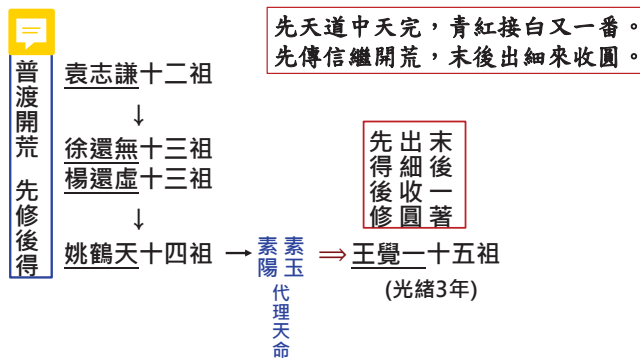 先天道中天完，青紅接白又一番。
先傳信繼開荒，末後出細來收圓。
普渡開荒 先修後得
袁志謙十二祖
↓
徐還無十三祖
楊還虛十三祖
↓
姚鶴天十四祖
→
素玉
素陽
代理天命
⇒
末後一著
出細收圓
先得後修
王覺一十五祖
(光緒3年)